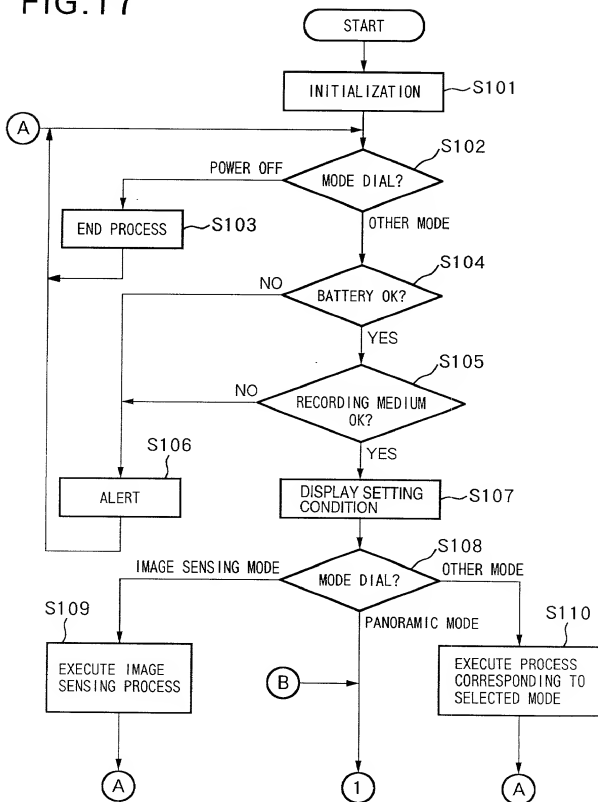 FIG.17
START
INITIALIZATION
S101
A
S102
POWER OFF
MODE DIAL?
END PROCESS
S103
OTHER MODE
S104
NO
BATTERY OK?
YES
S105
NO
RECORDING MEDIUM
OK?
S106
YES
ALERT
DISPLAY SETTING
CONDITION
S107
S108
IMAGE SENSING MODE
MODE DIAL?
OTHER MODE
S109
PANORAMIC MODE
S110
EXECUTE IMAGE
SENSING PROCESS
B
EXECUTE PROCESS
CORRESPONDING TO
SELECTED MODE
A
1
A